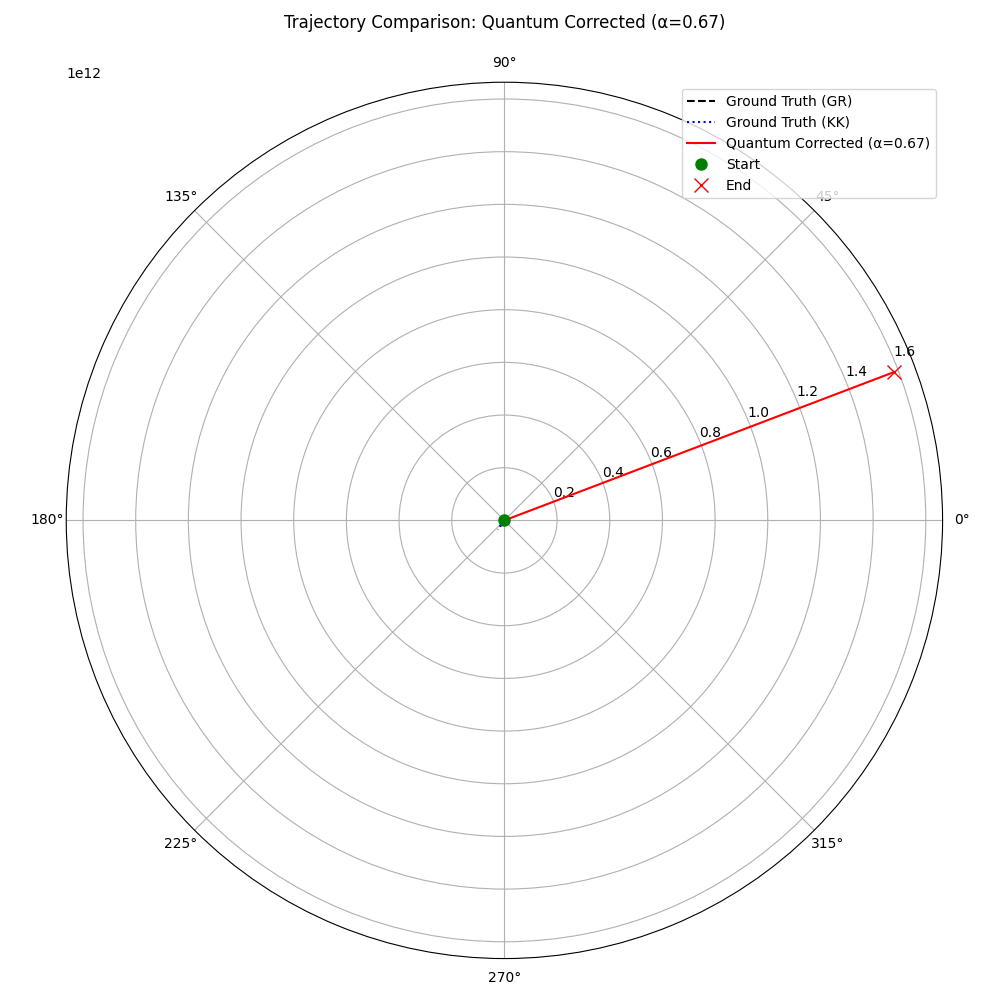 Trajectory Comparison: Quantum Corrected (α=0.67)
1e12
90°
Ground Truth (GR)
Ground Truth (KK)
Quantum Corrected (α=0.67)
Start
End
135°
45°
1.6
1.4
1.2
1.0
0.8
0.6
0.4
0.2
180°
0°
225°
315°
270°